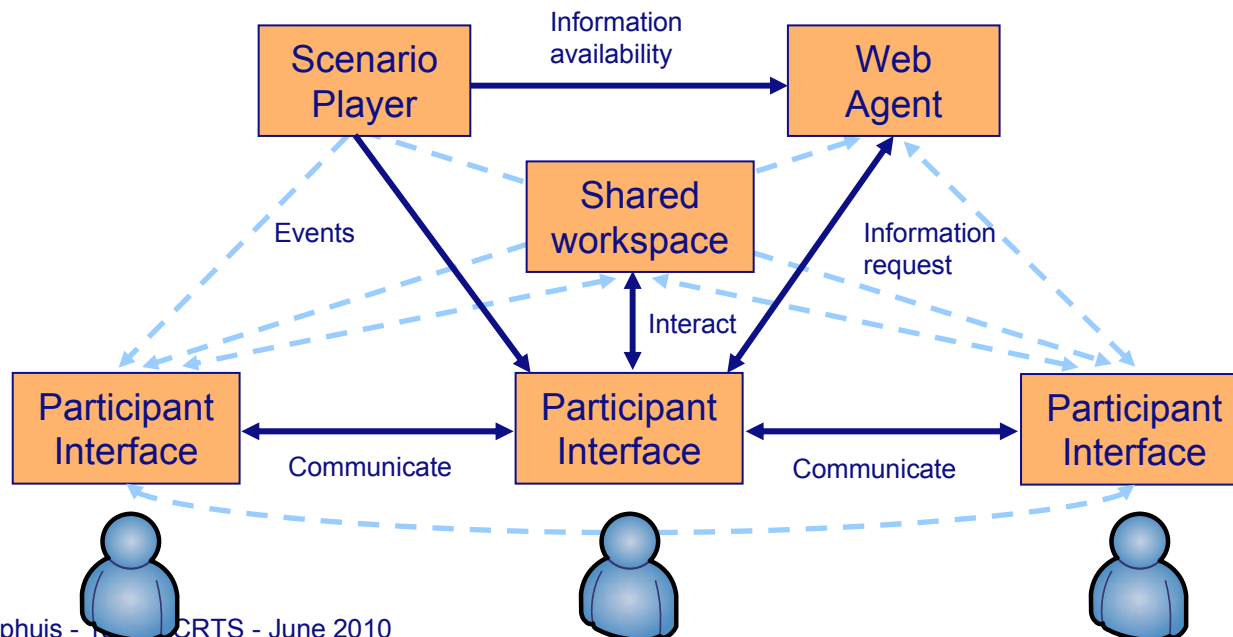 Information
availability
Scenario
Player
Web
Agent
Shared
workspace
Events
Information
request
Interact
Participant
Interface
Participant
Interface
Participant
Interface
Communicate
Communicate
CRTS - June 2010